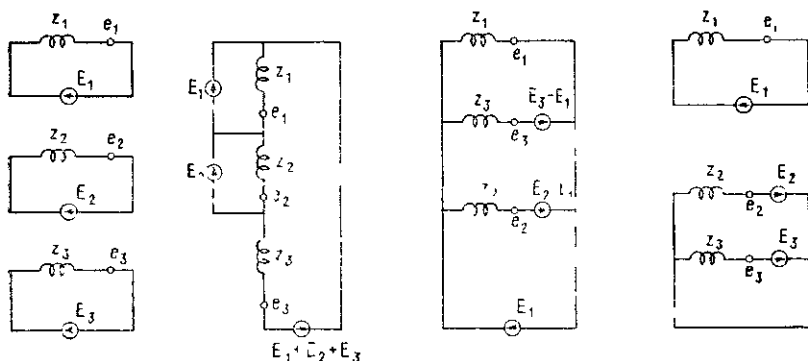 z₁ e₁
E₁
z₂ e₂
E₂
z₃ e₃
E₃
E₁
z₁
e₁
z₂
e₂
z₃
e₃
E₁ + E₂ + E₃
z₁
e₁
z₃ e₃ E₃-E₁
e₂ E₂
E₁
z₁ e₁
E₁
z₂ e₂ E₂
z₃ e₃ E₃